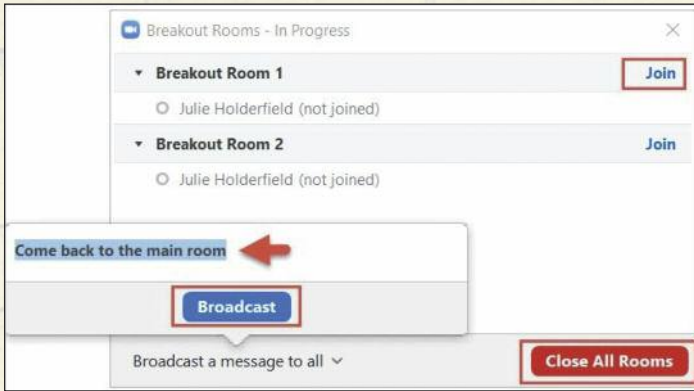 Breakout Rooms - In Progress
Breakout Room 1 Join
Julie Holderfield (not joined)
Breakout Room 2 Join
Julie Holderfield (not joined)
Come back to the main room
Broadcast
Broadcast a message to all
Close All Rooms